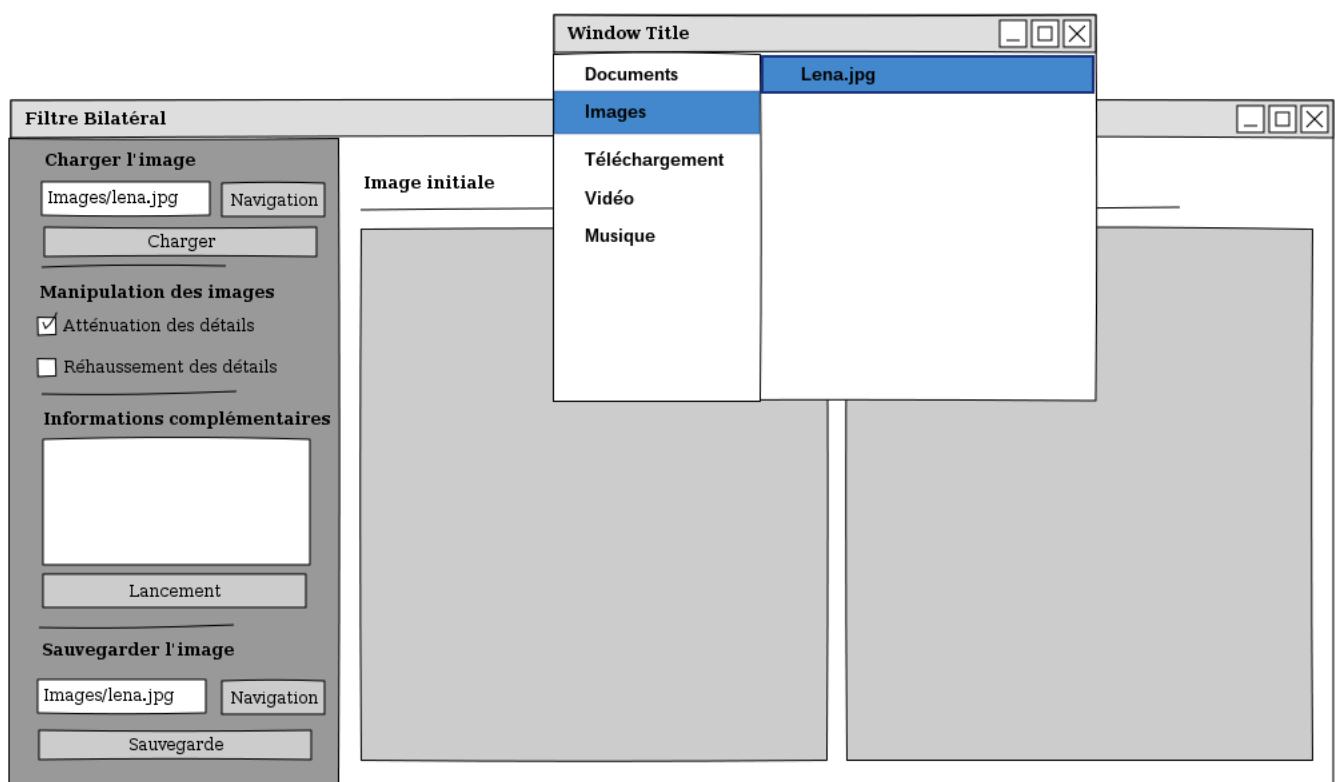 Window Title
Documents
Lena.jpg
Images
Téléchargement
Vidéo
Musique
Filtre Bilatéral
Charger l'image
Images/lena.jpg
Navigation
Charger
Manipulation des images
Atténuation des détails
Réhaussement des détails
Informations complémentaires
Lancement
Sauvegarder l'image
Images/lena.jpg
Navigation
Sauvegarde
Image initiale